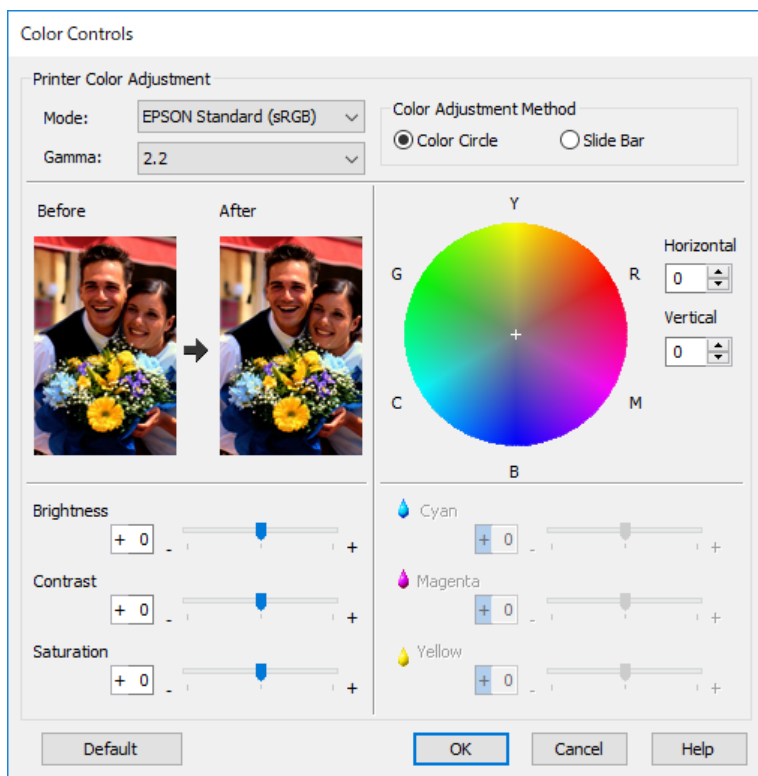 Color Controls
Printer Color Adjustment
Mode: EPSON Standard (sRGB)
Gamma: 2.2
Color Adjustment Method
Color Circle Slide Bar
Before After
Y
G R
C M
B
Horizontal
0
Vertical
0
Brightness
+ 0 - +
Contrast
+ 0 - +
Saturation
+ 0 - +
Cyan
+ 0 - +
Magenta
+ 0 - +
Yellow
+ 0 - +
Default OK Cancel Help